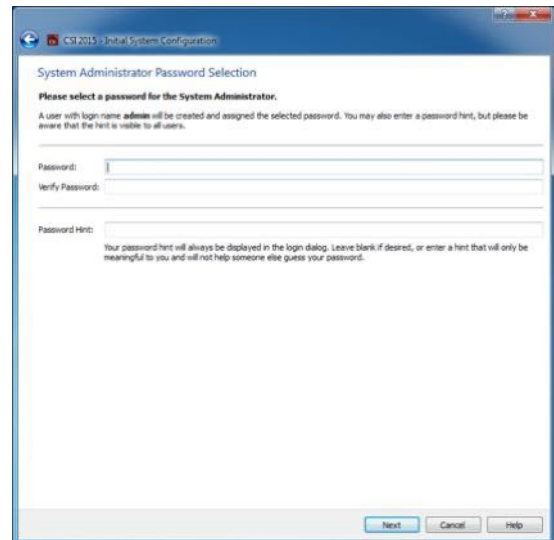 CSI 2015 - Initial System Configuration
System Administrator Password Selection
Please select a password for the System Administrator.
A user with login name admin will be created and assigned the selected password. You may also enter a password hint, but please be
aware that the hint is visible to all users.
Password:
Verify Password:
Password Hint:
Your password hint will always be displayed in the login dialog. Leave blank if desired, or enter a hint that will only be
meaningful to you and will not help someone else guess your password.
Next Cancel Help